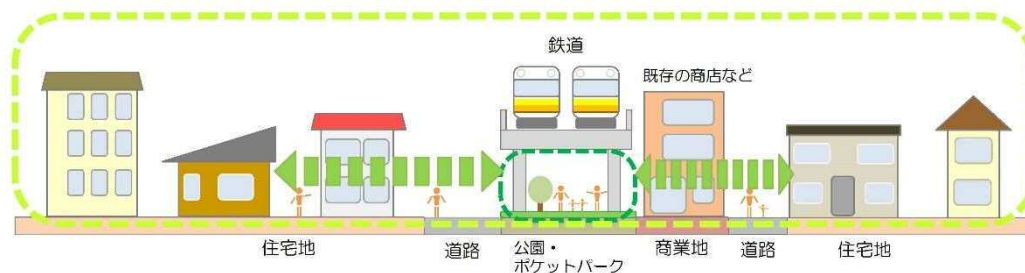 鉄道
既存の商店など
住宅地
道路
公園・
ポケットパーク
商業地
道路
住宅地